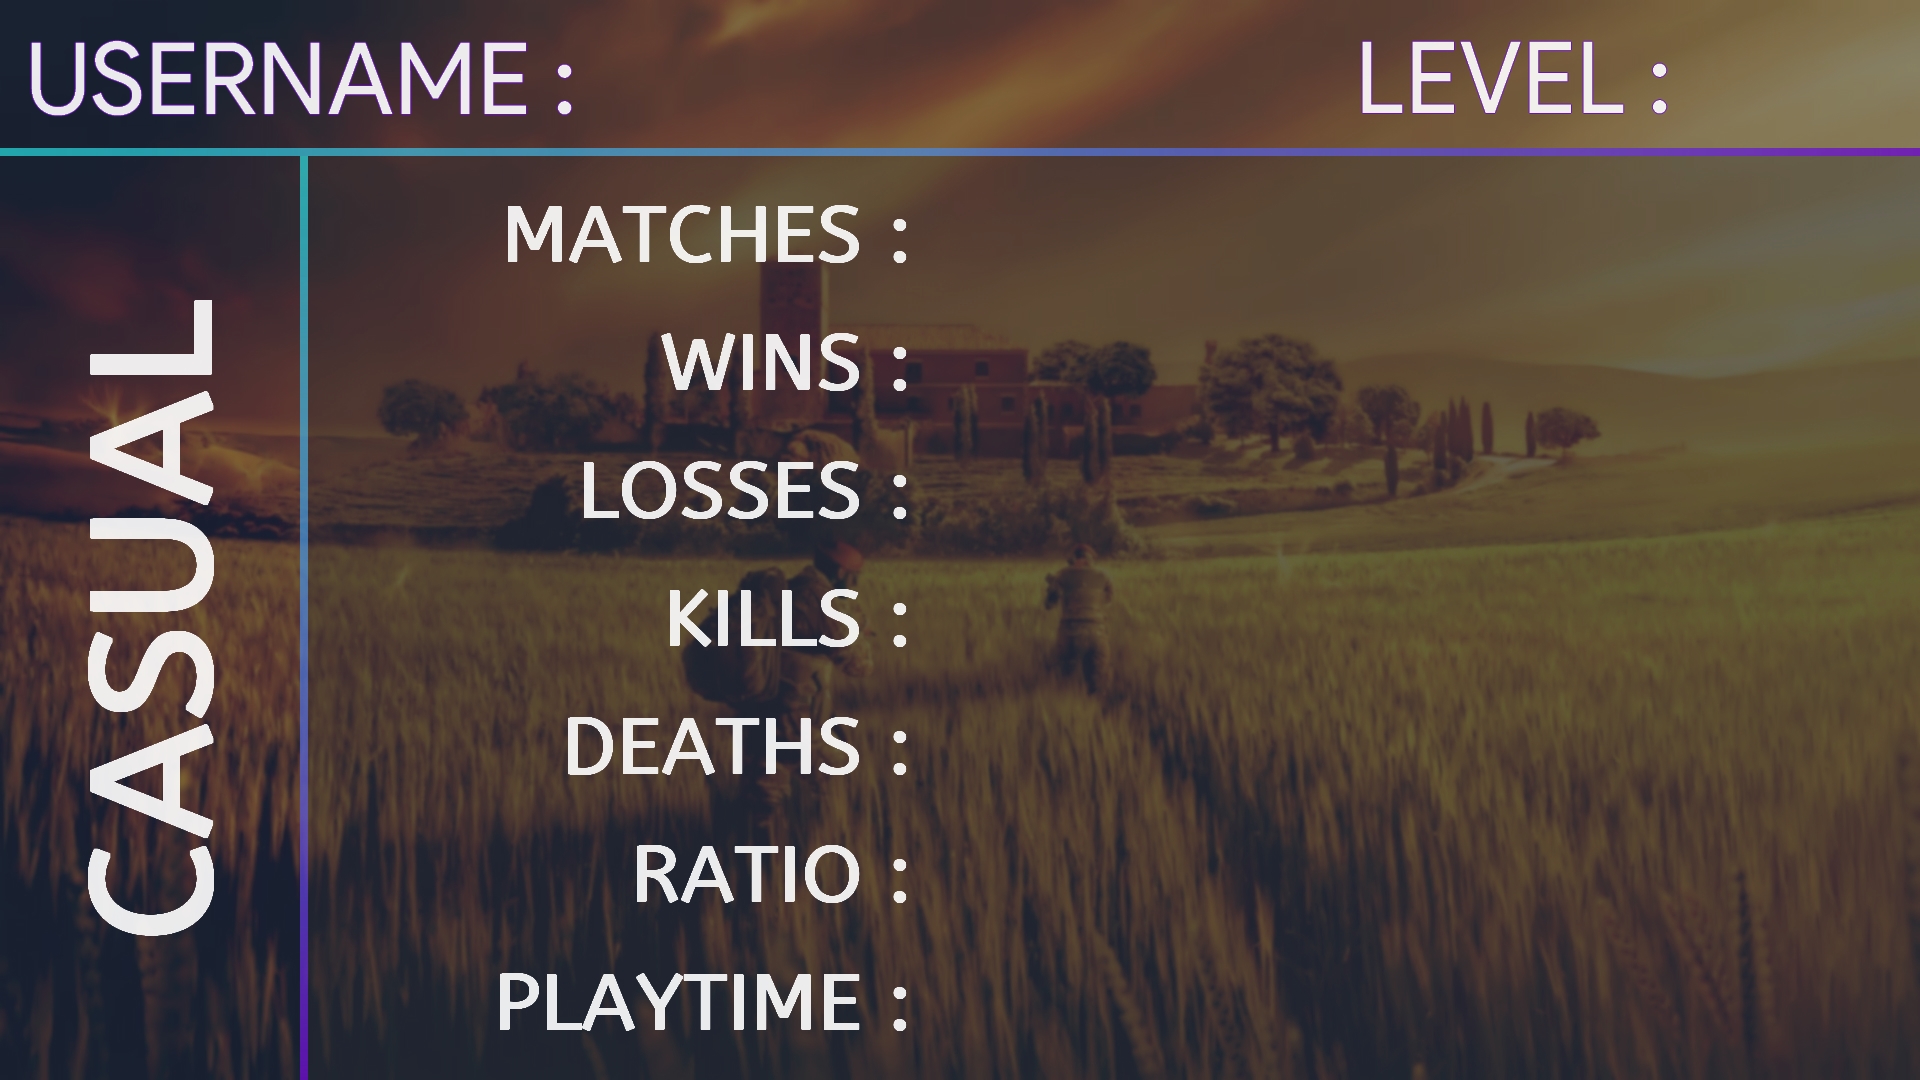 USERNAME :
LEVEL :
CASUAL
MATCHES :
WINS :
LOSSES :
KILLS :
DEATHS :
RATIO :
PLAYTIME :